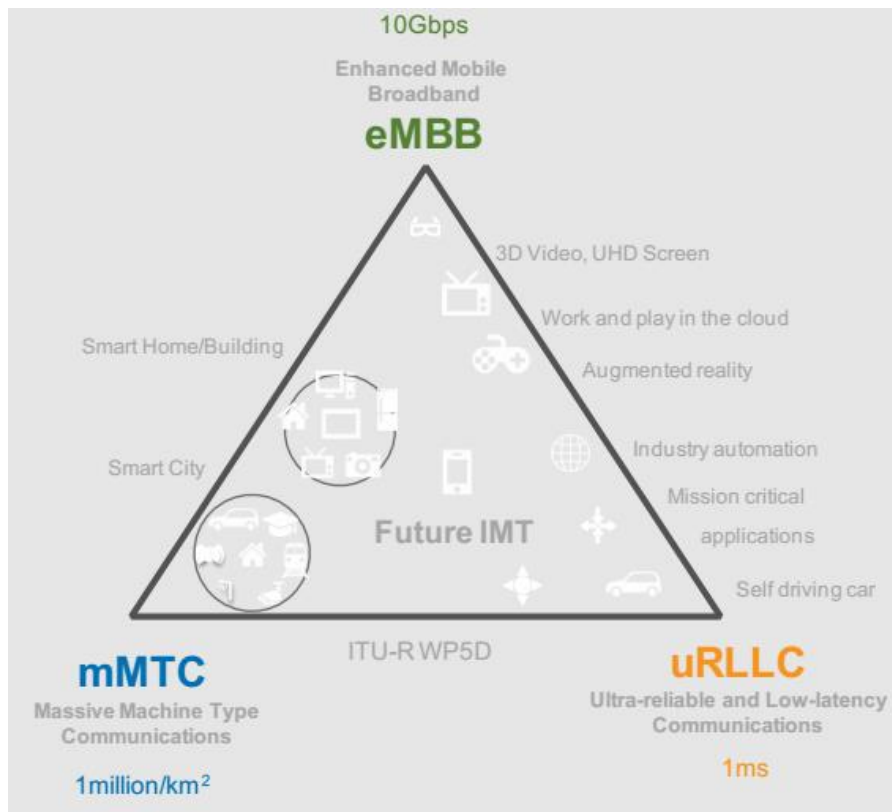 10Gbps
Enhanced Mobile
Broadband
eMBB
3D Video, UHD Screen
Work and play in the cloud
Smart Home/Building
Augmented reality
Industry automation
Smart City
Mission critical
applications
Future IMT
Self driving car
ITU-R WP5D
mMTC
Massive Machine Type
Communications
1million/km²
uRLLC
Ultra-reliable and Low-latency
Communications
1ms